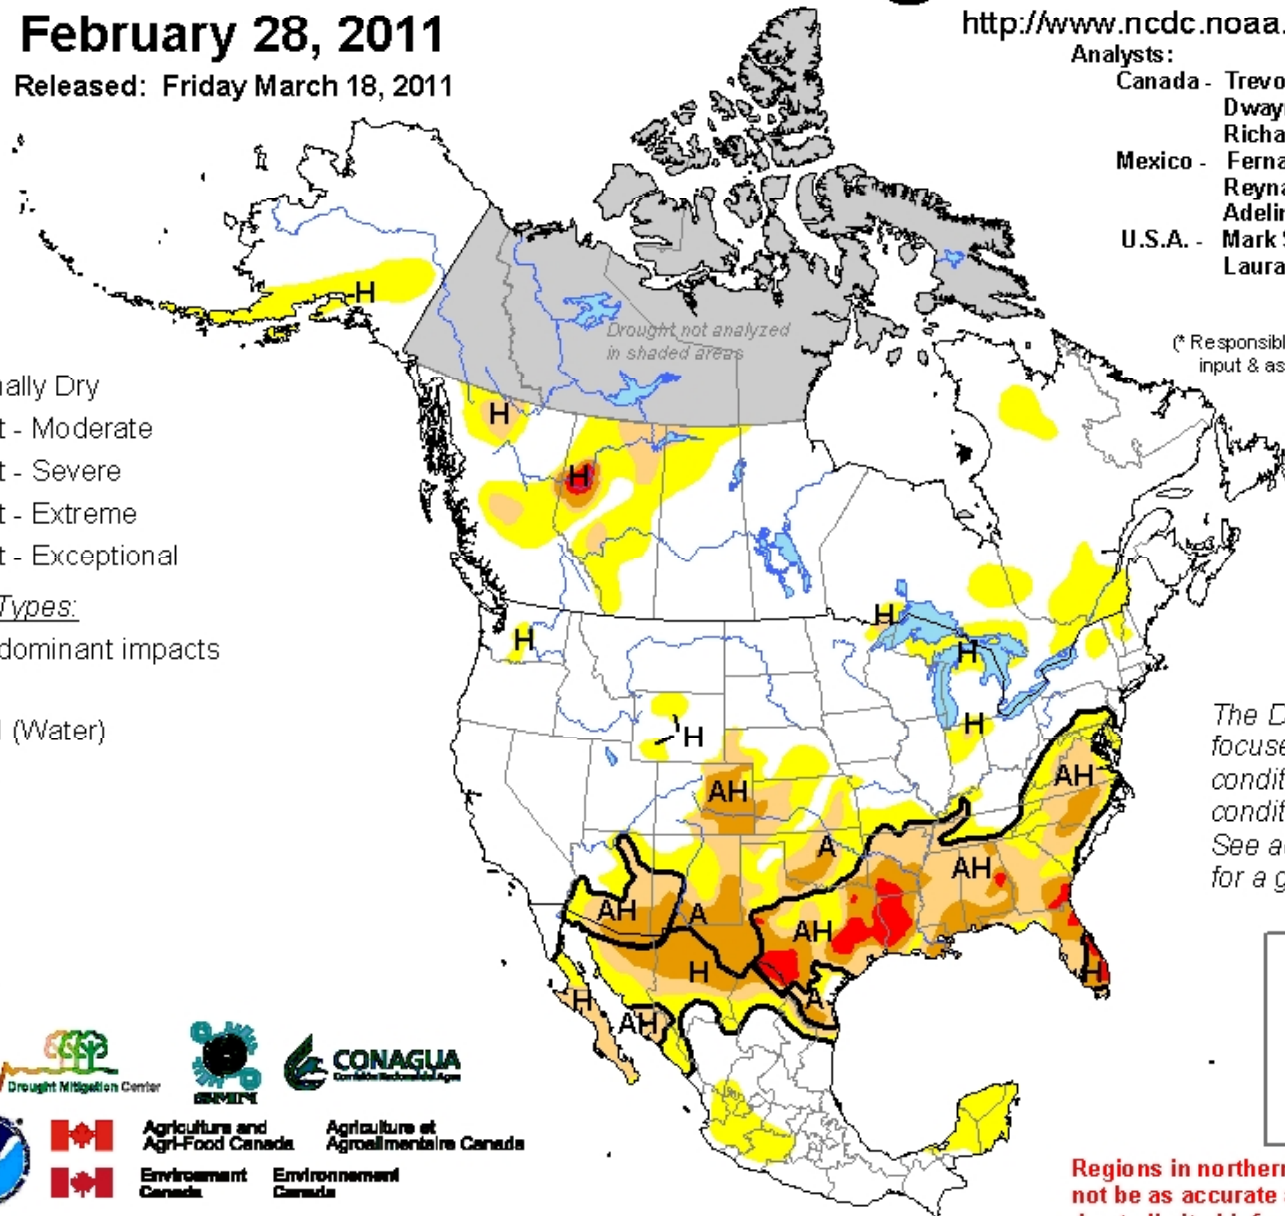 February 28, 2011
Released: Friday March 18, 2011
http://www.ncdc.noaa.
Analysts:
Canada - Trevo
Dway
Richa
Mexico - Ferna
Reyna
Adelin
U.S.A. - Mark S
Laura
(* Responsibl
input & as
Drought not analyzed
in shaded areas
nally Dry
t - Moderate
t - Severe
t - Extreme
t - Exceptional
Types:
dominant impacts
(Water)
H
H
H
H
H
H
H
H
The D
focuse
condit
condit
See a
for a g
AH
AH
A
AH
AH
A
AH
H
H
H
A
AH
Drought Mitigation Center
CONAGUA
Agriculture and
Agri-Food Canada
Agriculture et
Agroalimentaire Canada
Environment
Canada
Environnement
Canada
Regions in northern
not be as accurate